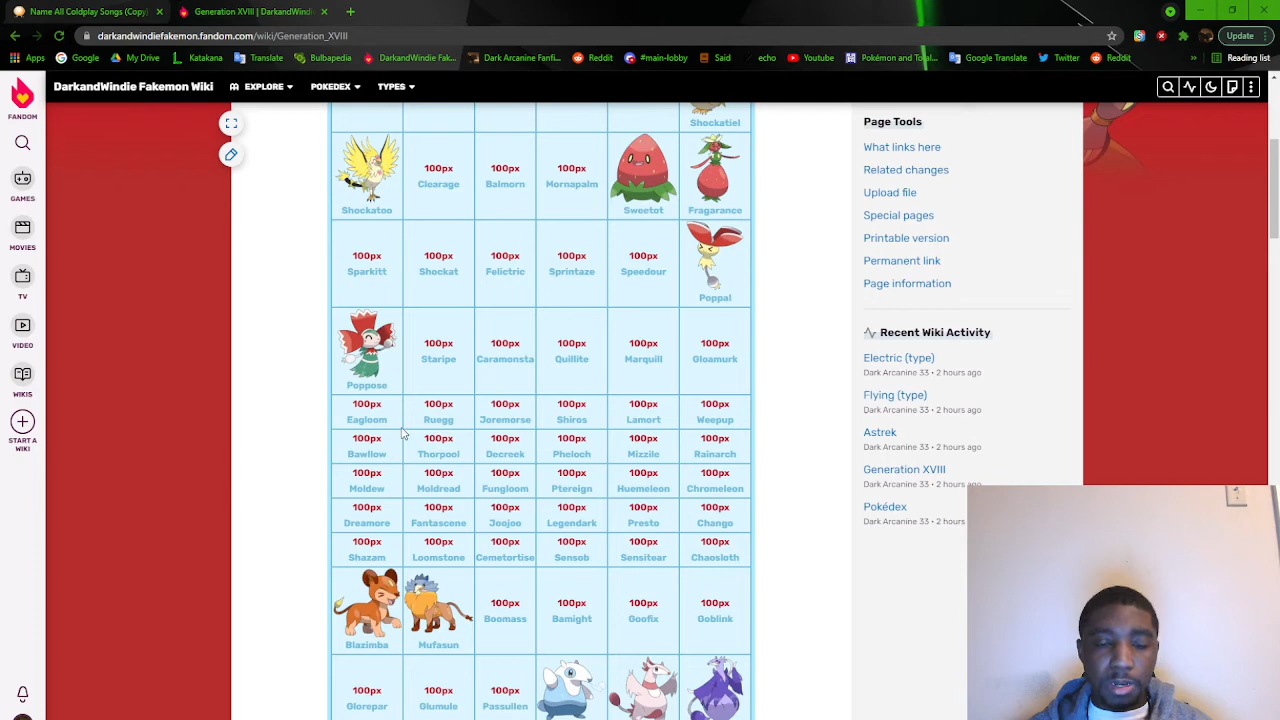 Name All Coldplay Songs (Copy)
Generation XVIII | DarkandWindi
darkandwindiefakemon.fandom.com/wiki/Generation_XVIII
Update
Apps
Google
My Drive
Katakana
Translate
Bulbapedia
DarkandWindie Fak...
Dark Arcanine Fanfi...
Reddit
#main-lobby
Said
echo
YouTube
Pokémon and Total...
Google Translate
Twitter
Reddit
Reading list
FANDOM
GAMES
MOVIES
TV
VIDEO
WIKIS
START A WIKI
DarkandWindie Fakemon Wiki
EXPLORE
POKEDEX
TYPES
Shockatiel
100px 100px 100px
Shockatoo Clearage Balmorn Mornapalm Sweetot Fragarance
100px 100px 100px 100px 100px
Sparkitt Shockat Felictric Sprintaze Speedour Poppal
100px 100px 100px 100px 100px
Poppose Staripe Caramonsta Quillite Marquill Gloamurk
100px 100px 100px 100px 100px 100px
Eagloom Ruegg Joremorse Shiros Lamort Weepup
100px 100px 100px 100px 100px 100px
Bawllow Thorpool Decreek Pheloch Mizzile Rainarch
100px 100px 100px 100px 100px 100px
Moldew Moldread Fungloom Ptereign Huemeleon Chromeleon
100px 100px 100px 100px 100px 100px
Dreamore Fantascene Joojoo Legendark Presto Chango
100px 100px 100px 100px 100px 100px
Shazam Loomstone Cemetortise Sensob Sensitear Chaosloth
100px 100px 100px 100px
Blazimba Mufasun Boomass Bamight Goofix Goblink
100px 100px 100px
Glorepar Glumule Passullen
Page Tools
What links here
Related changes
Upload file
Special pages
Printable version
Permanent link
Page information
Recent Wiki Activity
Electric (type)
Dark Arcanine 33 • 2 hours ago
Flying (type)
Dark Arcanine 33 • 2 hours ago
Astrek
Dark Arcanine 33 • 2 hours ago
Generation XVIII
Dark Arcanine 33 • 2 hours ago
Pokédex
Dark Arcanine 33 • 2 hours